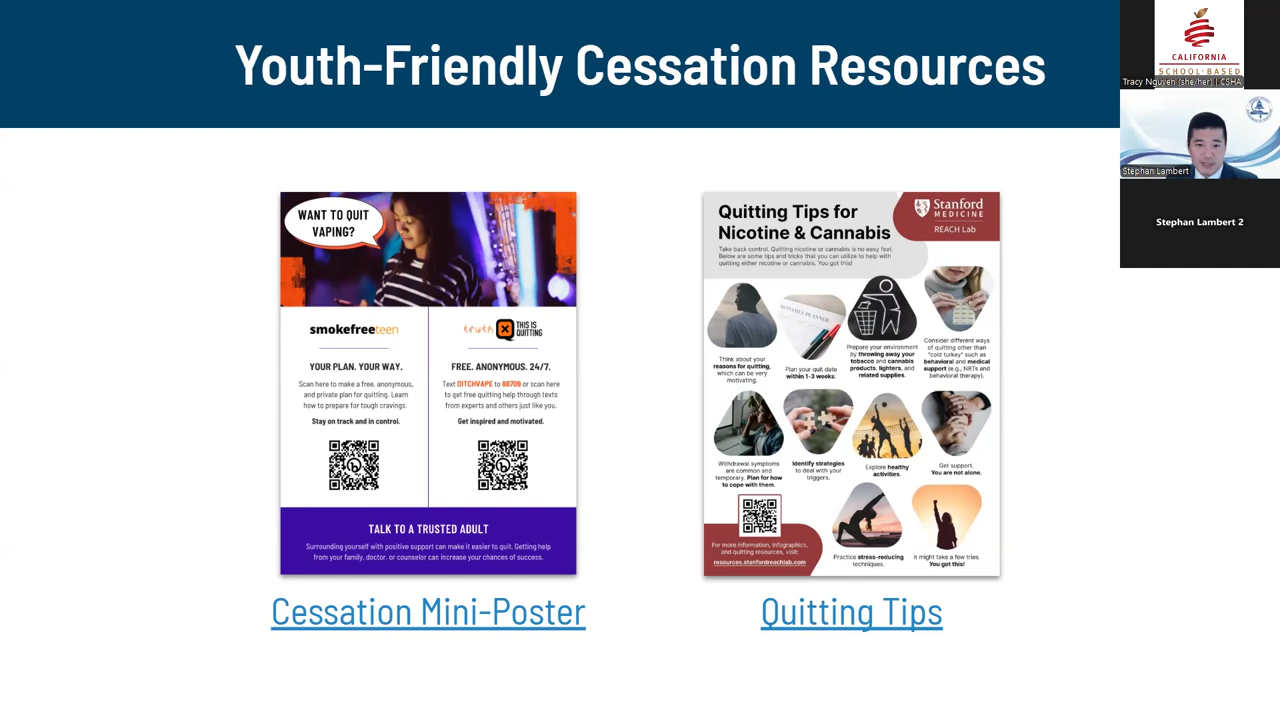 Youth-Friendly Cessation Resources
CALIFORNIA
SCHOOL-BASED
Tracy Nguyen (she/her) | CSHA
Stephan Lambert
Stephan Lambert 2
WANT TO QUIT
VAPING?
smokefreeteen
YOUR PLAN. YOUR WAY.
Scan here to make a free, anonymous,
and private plan for quitting. Learn
how to prepare for tough cravings.
Stay on track and in control.
truth
THIS IS
QUITTING
FREE. ANONYMOUS. 24/7.
Text DITCHVAPE to 88709 or scan here
to get free quitting help through texts
from experts and others just like you.
Get inspired and motivated.
TALK TO A TRUSTED ADULT
Surrounding yourself with positive support can make it easier to quit. Getting help
from your family, doctor, or counselor can increase your chances of success.
Cessation Mini-Poster
Quitting Tips for
Nicotine & Cannabis
Stanford
MEDICINE
REACH Lab
Take back control. Quitting nicotine or cannabis is no easy feat.
Below are some tips and tricks that you can utilize to help with
quitting either nicotine or cannabis. You got this!
MONTHLY PLANNER
Think about your
reasons for quitting,
which can be very
motivating.
Plan your quit date
within 1-3 weeks.
Prepare your environment
by throwing away your
tobacco and cannabis
products, lighters, and
related supplies.
Consider different ways
of quitting other than
"cold turkey" such as
behavioral and medical
support (i.e., NRTs and
behavioral therapy).
Withdrawal symptoms
are common and
temporary. Plan for how
to cope with them.
Identify strategies
to deal with your
triggers.
Explore healthy
activities.
Get support.
You are not alone.
Practice stress-reducing
techniques.
It might take a few tries.
You got this!
For more information, infographics,
and quitting resources, visit:
resources.stanfordreachlab.com
Quitting Tips